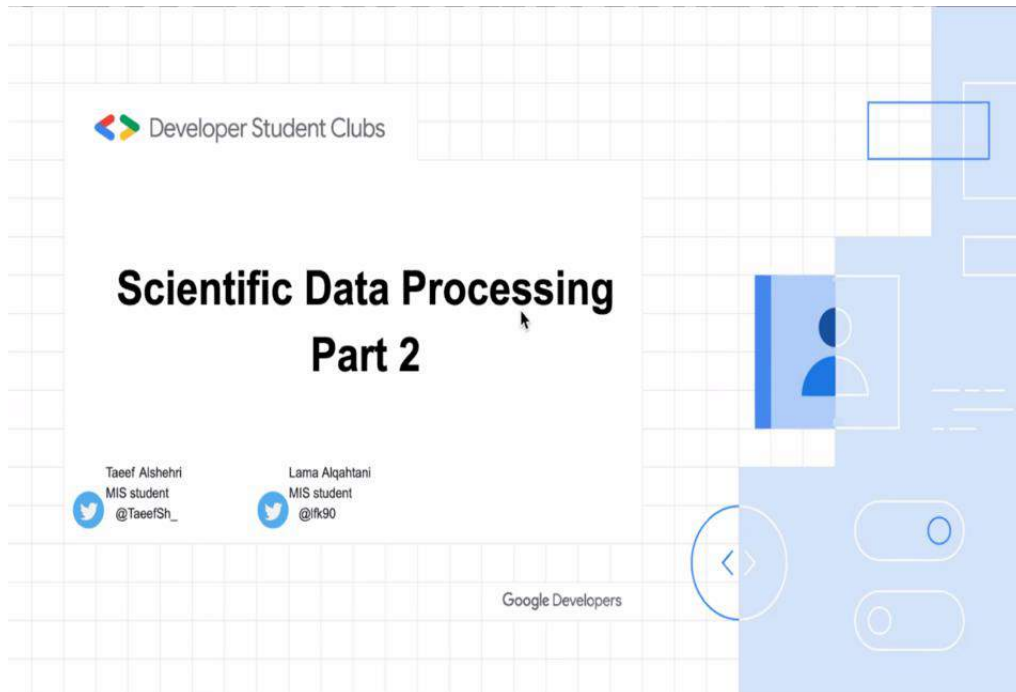 Developer Student Clubs
Scientific Data Processing
Part 2
Taeef Alshehri
MIS student
@TaeefSh_
Lama Alqahtani
MIS student
@lfk90
Google Developers